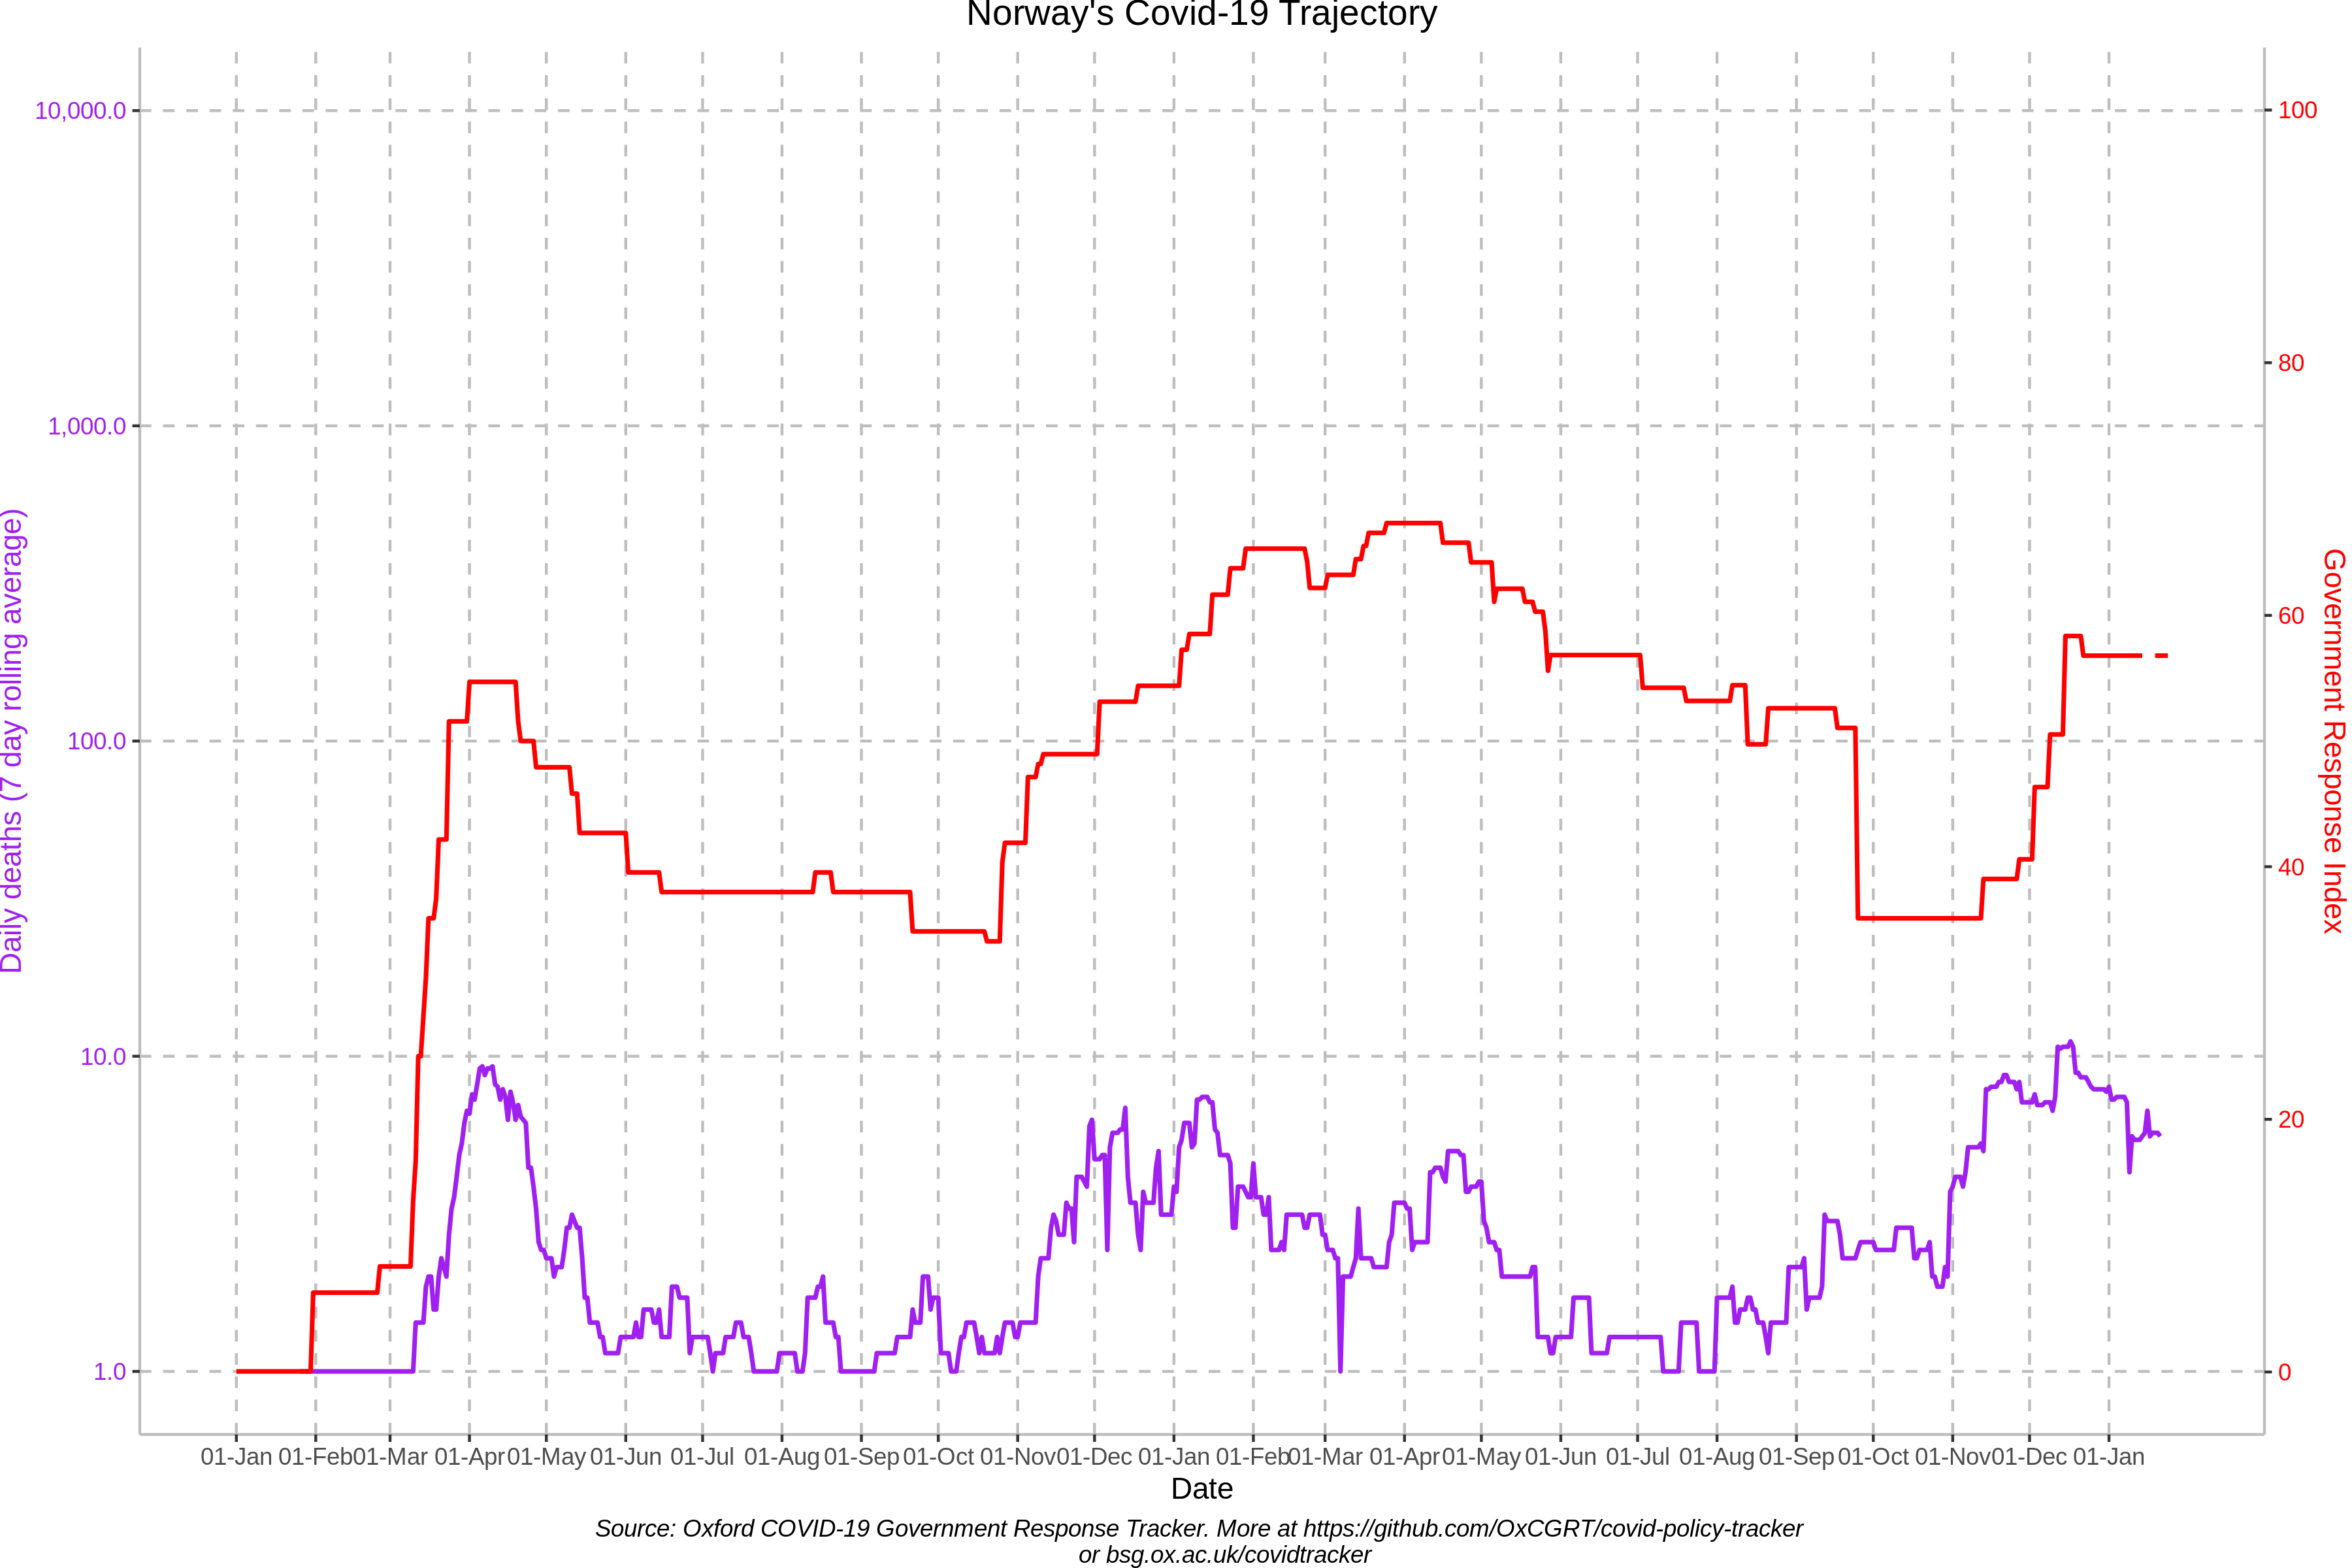 Norway's Covid-19 Trajectory
10,000.0
1,000.0
100.0
10.0
1.0
Daily deaths (7 day rolling average)
100
80
60
40
20
0
Government Response Index
01-Jan 01-Feb 01-Mar 01-Apr 01-May 01-Jun 01-Jul 01-Aug 01-Sep 01-Oct 01-Nov 01-Dec 01-Jan 01-Feb 01-Mar 01-Apr 01-May 01-Jun 01-Jul 01-Aug 01-Sep 01-Oct 01-Nov 01-Dec 01-Jan
Date
Source: Oxford COVID-19 Government Response Tracker. More at https://github.com/OxCGRT/covid-policy-tracker
or bsg.ox.ac.uk/covidtracker